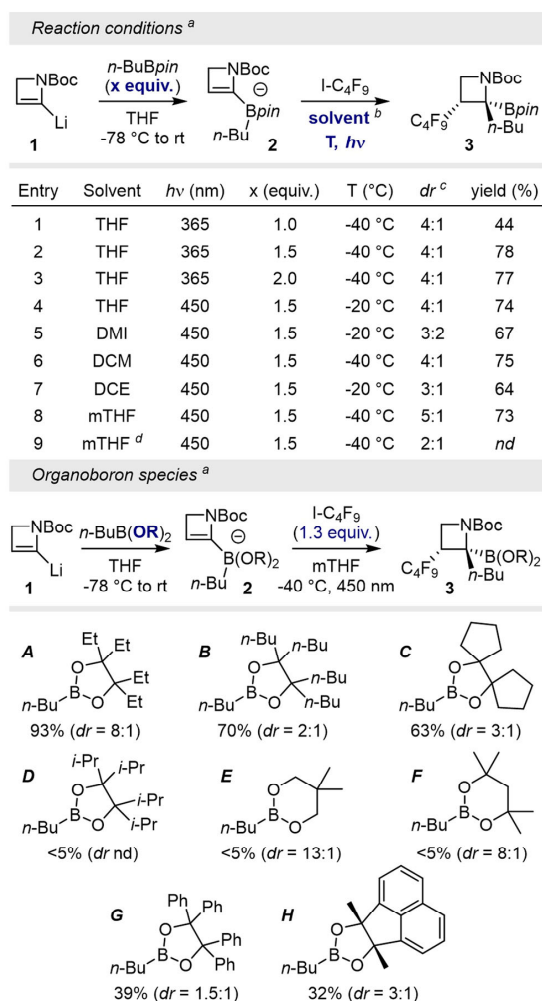 Reaction conditions a
n-BuBpin
(x equiv.)
THF
-78 °C to rt
I-C4F9
solvent b
T, hν
NBoc
Li
1
NBoc
⊖
Bpin
n-Bu
2
NBoc
Bpin
C4F9
n-Bu
3
Entry Solvent hν (nm) x (equiv.) T (°C) dr c yield (%)
1 THF 365 1.0 -40 °C 4:1 44
2 THF 365 1.5 -40 °C 4:1 78
3 THF 365 2.0 -40 °C 4:1 77
4 THF 450 1.5 -20 °C 4:1 74
5 DMI 450 1.5 -20 °C 3:2 67
6 DCM 450 1.5 -40 °C 4:1 75
7 DCE 450 1.5 -20 °C 3:1 64
8 mTHF 450 1.5 -40 °C 5:1 73
9 mTHF d 450 1.5 -40 °C 2:1 nd
Organoboron species a
NBoc
Li
1
n-BuB(OR)2
THF
-78 °C to rt
NBoc
⊖
B(OR)2
n-Bu
2
I-C4F9
(1.3 equiv.)
mTHF
-40 °C, 450 nm
NBoc
B(OR)2
C4F9
n-Bu
3
A
Et Et
O Et
B O Et
n-Bu
93% (dr = 8:1)
B
n-Bu n-Bu
O n-Bu
B O n-Bu
n-Bu
70% (dr = 2:1)
C
O
B O
n-Bu
63% (dr = 3:1)
D
i-Pr i-Pr
O i-Pr
B O i-Pr
n-Bu
<5% (dr nd)
E
O
B O
n-Bu
<5% (dr = 13:1)
F
O
B O
n-Bu
<5% (dr = 8:1)
G
Ph Ph
O Ph
B O Ph
n-Bu
39% (dr = 1.5:1)
H
O
B O
n-Bu
32% (dr = 3:1)